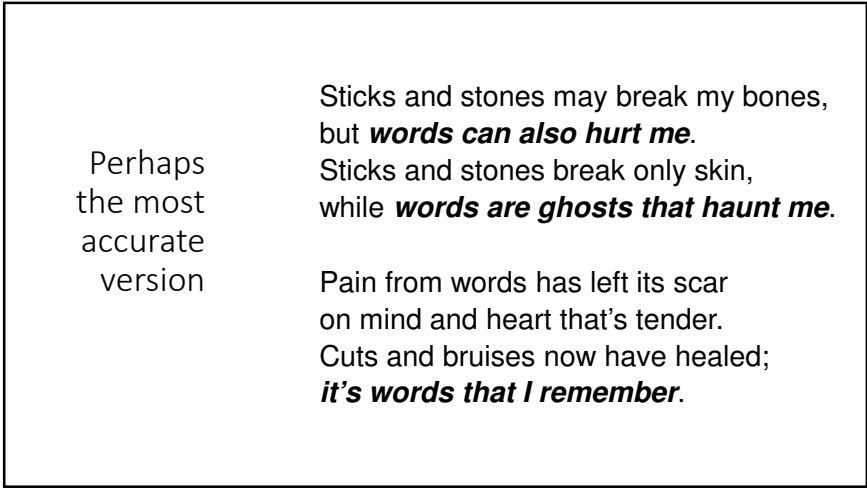 Perhaps
the most
accurate
version
Sticks and stones may break my bones,
but words can also hurt me.
Sticks and stones break only skin,
while words are ghosts that haunt me.
Pain from words has left its scar
on mind and heart that's tender.
Cuts and bruises now have healed;
it's words that I remember.